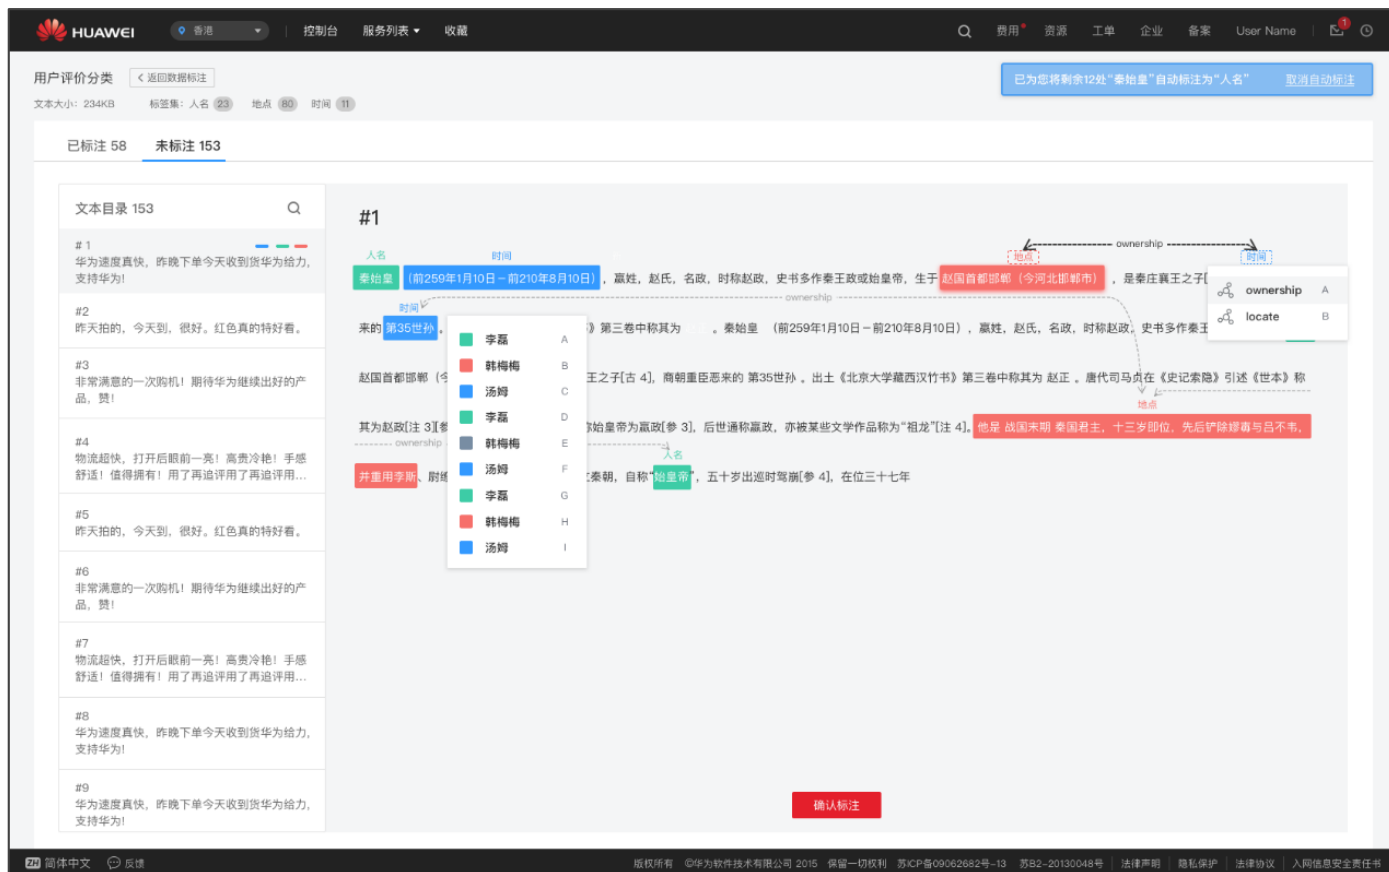 HUAWEI 香港 控制台 服务列表 收藏 费用 资源 工单 企业 备案 User Name 1
用户评价分类 < 返回数据标注
已为您将剩余12处“秦始皇”自动标注为“人名” 取消自动标注
文本大小：234KB 标签集：人名 23 地点 80 时间 11
已标注 58 未标注 153
文本目录 153
# 1
华为速度真快，昨晚下单今天收到货华为给力，
支持华为!
#2
昨天拍的，今天到，很好。红色真的特好看。
#3
非常满意的一次购机！期待华为继续出好的产
品，赞！
#4
物流超快，打开后眼前一亮！高贵冷艳！手感
舒适！值得拥有！用了再追评用了再追评用...
#5
昨天拍的，今天到，很好。红色真的特好看。
#6
非常满意的一次购机！期待华为继续出好的产
品，赞！
#7
物流超快，打开后眼前一亮！高贵冷艳！手感
舒适！值得拥有！用了再追评用了再追评用...
#8
华为速度真快，昨晚下单今天收到货华为给力，
支持华为!
#9
华为速度真快，昨晚下单今天收到货华为给力，
支持华为!
#1
ownership
人名 时间 地点 时间
秦始皇 （前259年1月10日－前210年8月10日），嬴姓，赵氏，名政，时称赵政，史书多作秦王政或始皇帝，生于 赵国首都邯郸（今河北邯郸市） ，是秦庄襄王之子[
ownership
时间
来的 第35世孙 。 》第三卷中称其为 。秦始皇 （前259年1月10日－前210年8月10日），嬴姓，赵氏，名政，时称赵政，史书多作秦王
赵国首都邯郸（今 王之子[古 4]，商朝重臣恶来的 第35世孙 。出土《北京大学藏西汉竹书》第三卷中称其为 赵正 。唐代司马贞在《史记索隐》引述《世本》称
地点
其为赵政[注 3][参 始皇帝为嬴政[参 3]，后世通称嬴政，亦被某些文学作品称为“祖龙”[注 4]。 他是 战国末期 秦国君主，十三岁即位，先后铲除嫪毐与吕不韦，
ownership
人名
并重用李斯、尉 秦朝，自称“始皇帝”，五十岁出巡时驾崩[参 4]，在位三十七年
ownership A
locate B
李磊 A
韩梅梅 B
汤姆 C
李磊 D
韩梅梅 E
汤姆 F
李磊 G
韩梅梅 H
汤姆 I
确认标注
ZH 简体中文 反馈 版权所有 ©华为软件技术有限公司 2015 保留一切权利 苏ICP备09062682号-13 苏B2-20130048号 法律声明 隐私保护 法律协议 入网信息安全责任书